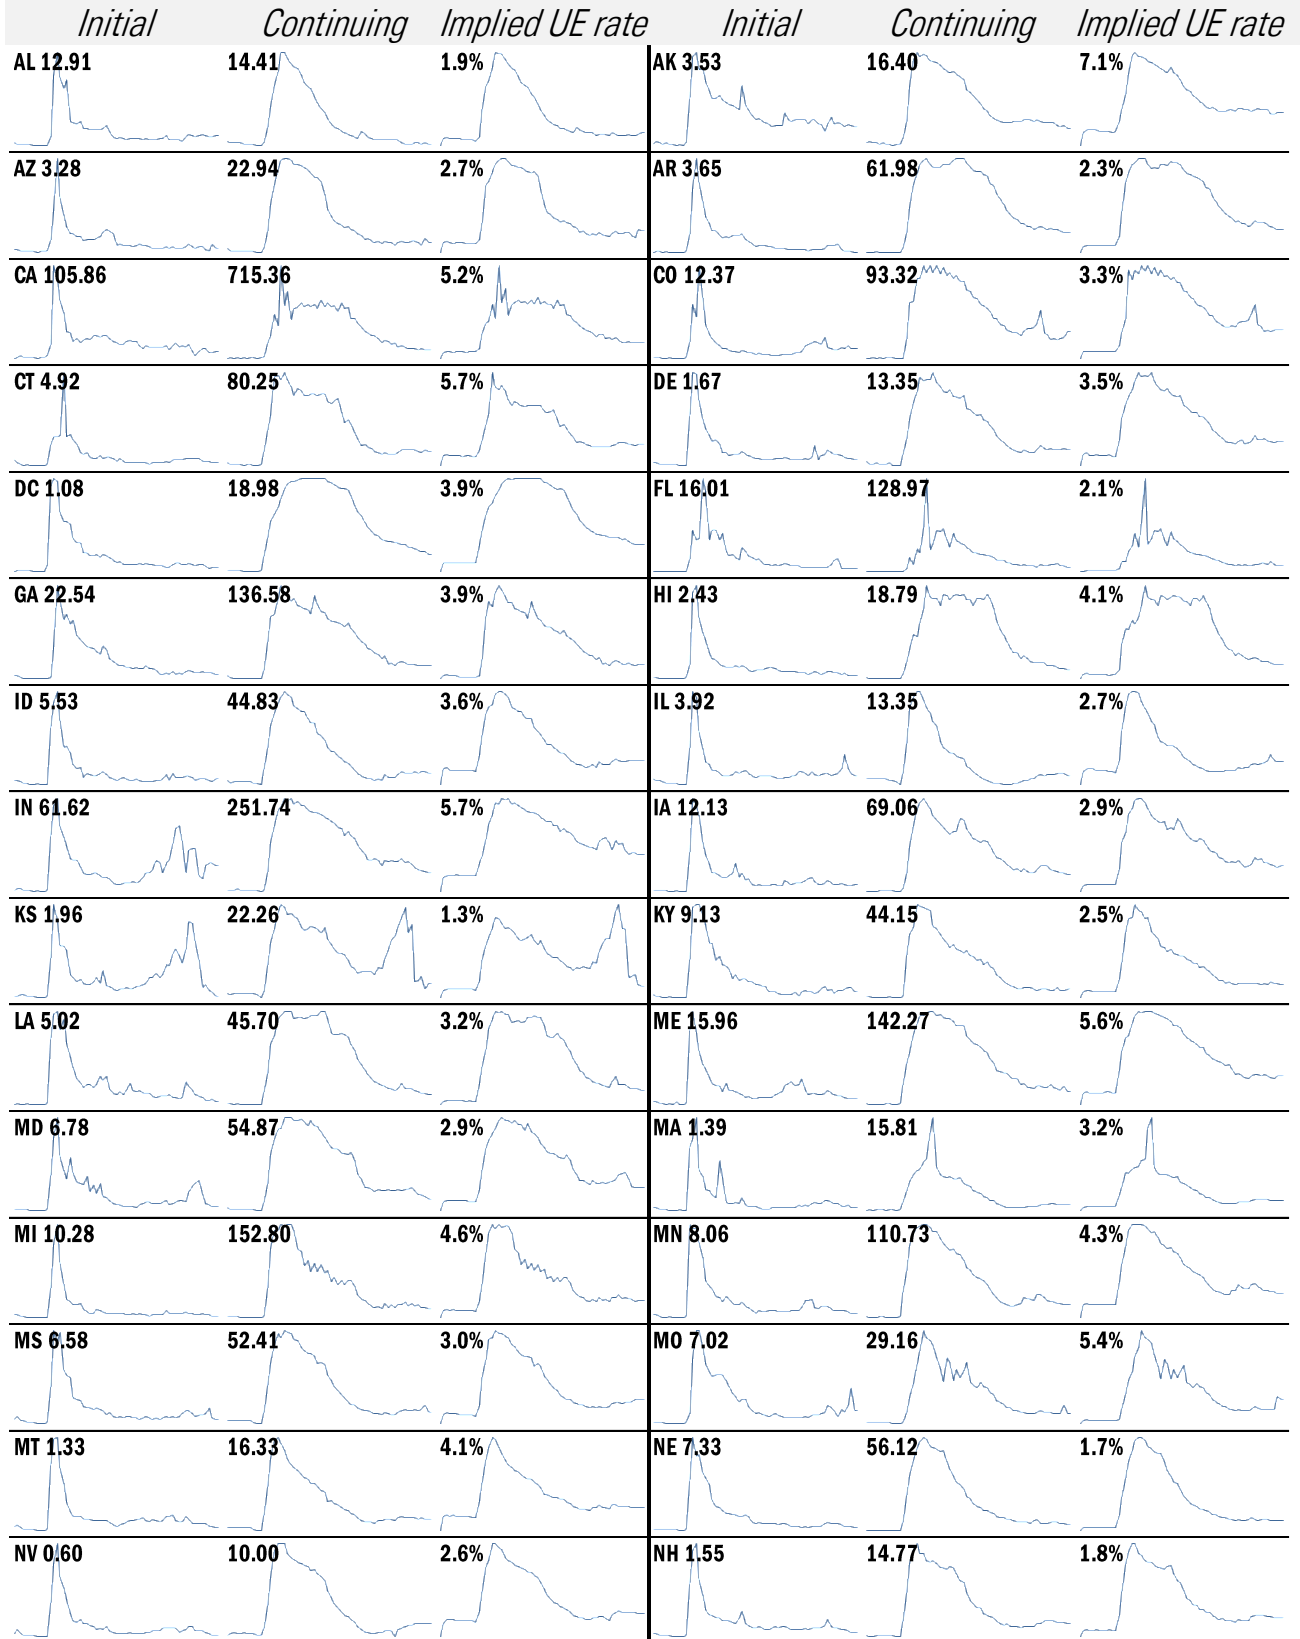 Initial Continuing Implied UE rate Initial Continuing Implied UE rate
AL 12.91 14.41 1.9% AK 3.53 16.40 7.1%
AZ 3.28 22.94 2.7% AR 3.65 61.98 2.3%
CA 105.86 715.36 5.2% CO 12.37 93.32 3.3%
CT 4.92 80.25 5.7% DE 1.67 13.35 3.5%
DC 1.08 18.98 3.9% FL 16.01 128.97 2.1%
GA 22.54 136.58 3.9% HI 2.43 18.79 4.1%
ID 5.53 44.83 3.6% IL 3.92 13.35 2.7%
IN 61.62 251.74 5.7% IA 12.13 69.06 2.9%
KS 1.96 22.26 1.3% KY 9.13 44.15 2.5%
LA 5.02 45.70 3.2% ME 15.96 142.27 5.6%
MD 6.78 54.87 2.9% MA 1.39 15.81 3.2%
MI 10.28 152.80 4.6% MN 8.06 110.73 4.3%
MS 6.58 52.41 3.0% MO 7.02 29.16 5.4%
MT 1.33 16.33 4.1% NE 7.33 56.12 1.7%
NV 0.60 10.00 2.6% NH 1.55 14.77 1.8%